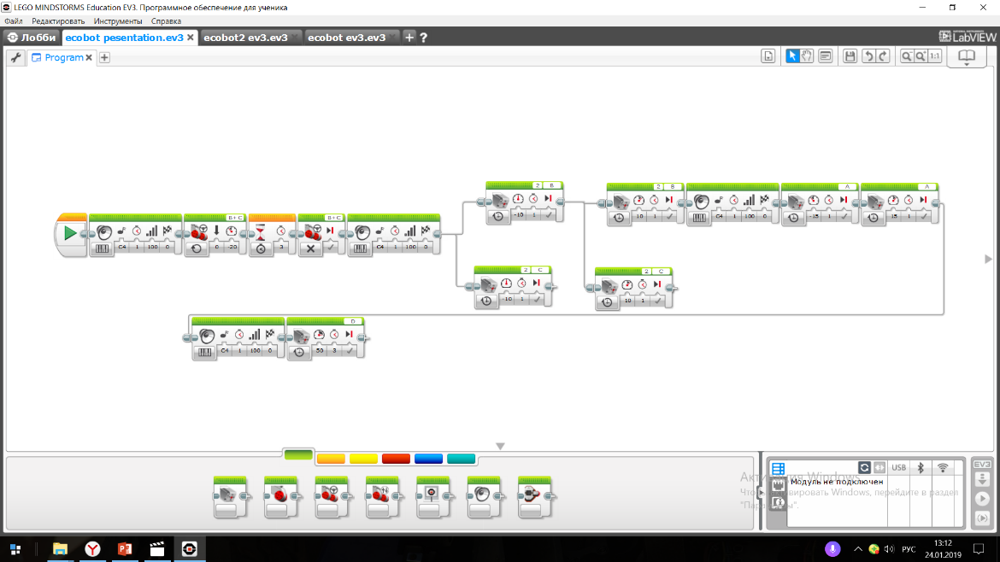 LEGO MINDSTORMS Education EV3. Программное обеспечение для ученика
Файл Редактировать Инструменты Справка
Лобби ecobot pesentation.ev3 ecobot2 ev3.ev3 ecobot ev3.ev3 + ?
LabVIEW
Program
1:1
2 B
-10 1
2 B A A
10 1 C4 1 100 0 -15 1 15 1
B+C B+C
C4 1 100 0 0 -20 3 C4 1 100 0
2 C 2 C
-10 1 10 1
D
C4 1 100 0 50 3
USB EV3
Модуль не подключен
Активация Windows
Чтобы активировать Windows, перейдите в раздел
"Параметры".
РУС
13:12
24.01.2019